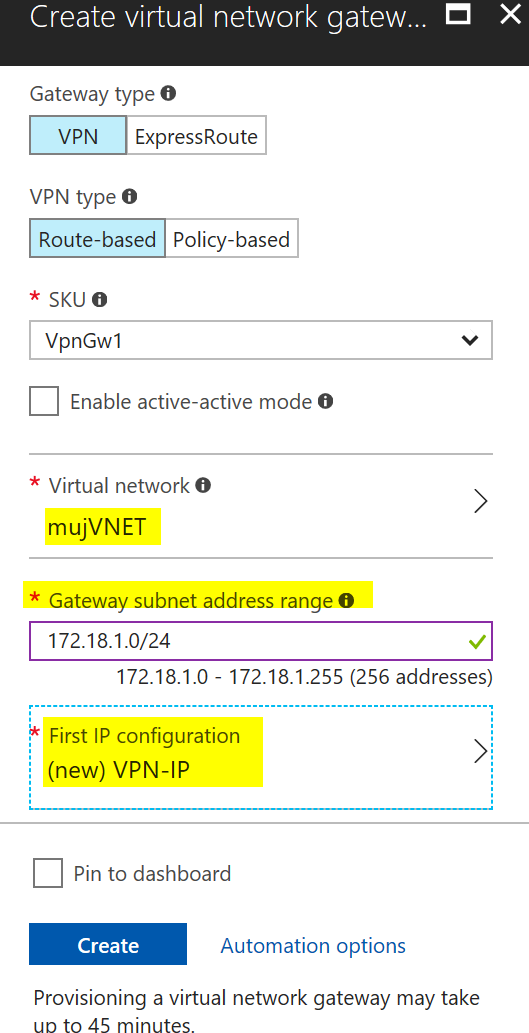 Create virtual network gatew...
Gateway type
VPN ExpressRoute
VPN type
Route-based Policy-based
* SKU
VpnGw1
Enable active-active mode
* Virtual network
mujVNET
* Gateway subnet address range
172.18.1.0/24
172.18.1.0 - 172.18.1.255 (256 addresses)
* First IP configuration
(new) VPN-IP
Pin to dashboard
Create Automation options
Provisioning a virtual network gateway may take
up to 45 minutes.